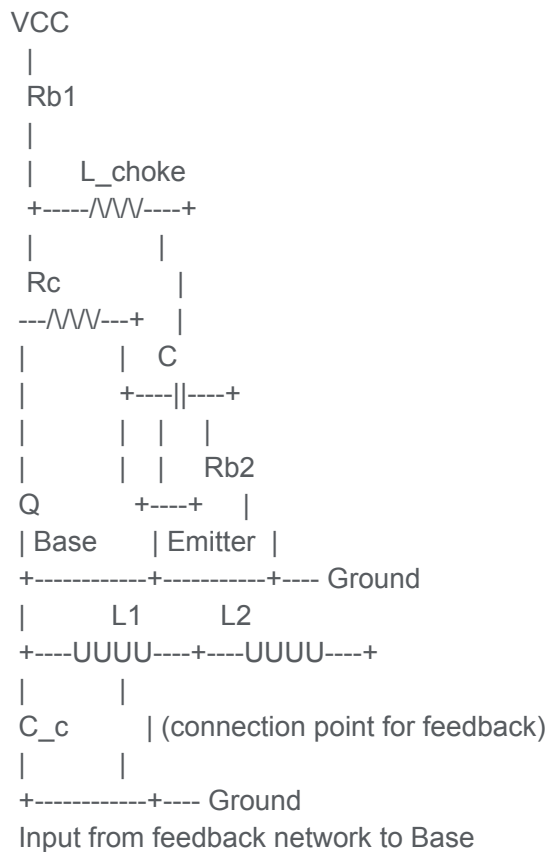 VCC
|
Rb1
|
| L_choke
+-----/\/\/\/----+
| |
Rc |
---/\/\/\/---+ |
| | C
| +----||----+
| | | |
| | | Rb2
Q +----+ |
| Base | Emitter |
+------------+-----------+---- Ground
| L1 L2
+----UUUU----+----UUUU----+
| |
C_c | (connection point for feedback)
| |
+------------+---- Ground
Input from feedback network to Base